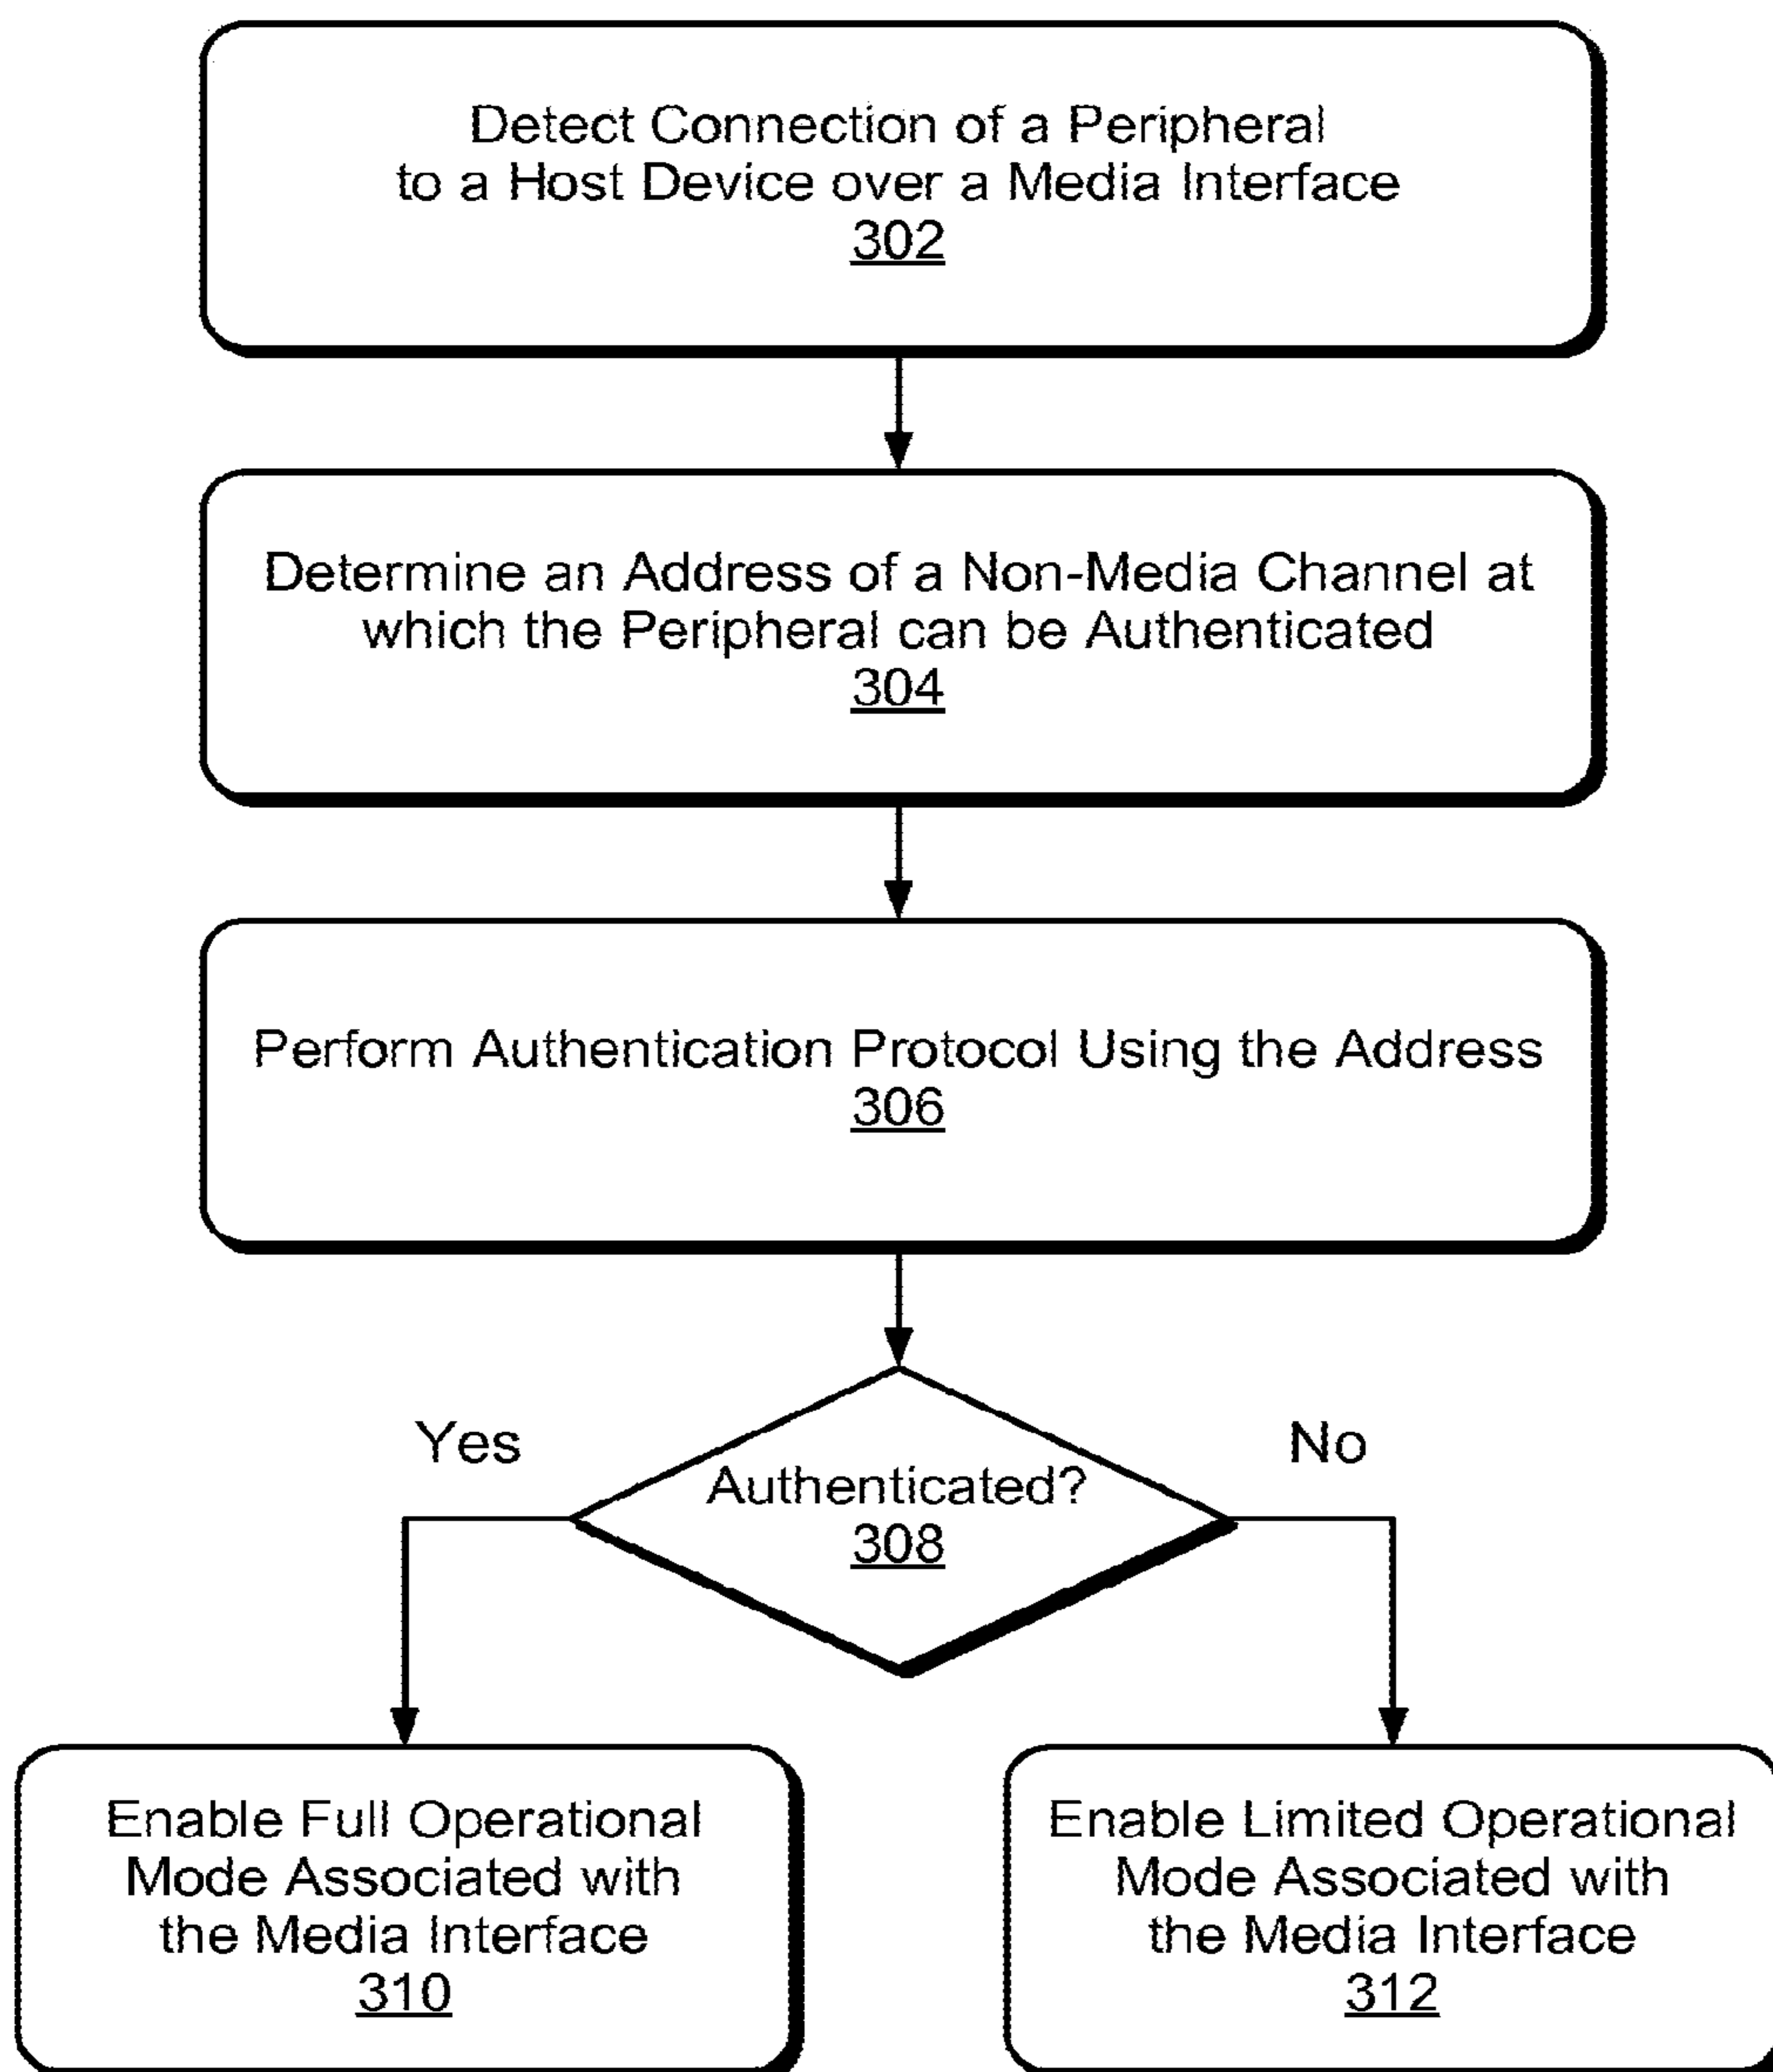 Detect Connection of a Peripheral
to a Host Device over a Media Interface
302
Determine an Address of a Non-Media Channel at
which the Peripheral can be Authenticated
304
Perform Authentication Protocol Using the Address
306
Yes
No
Authenticated?
308
Enable Full Operational
Mode Associated with
the Media Interface
310
Enable Limited Operational
Mode Associated with
the Media Interface
312